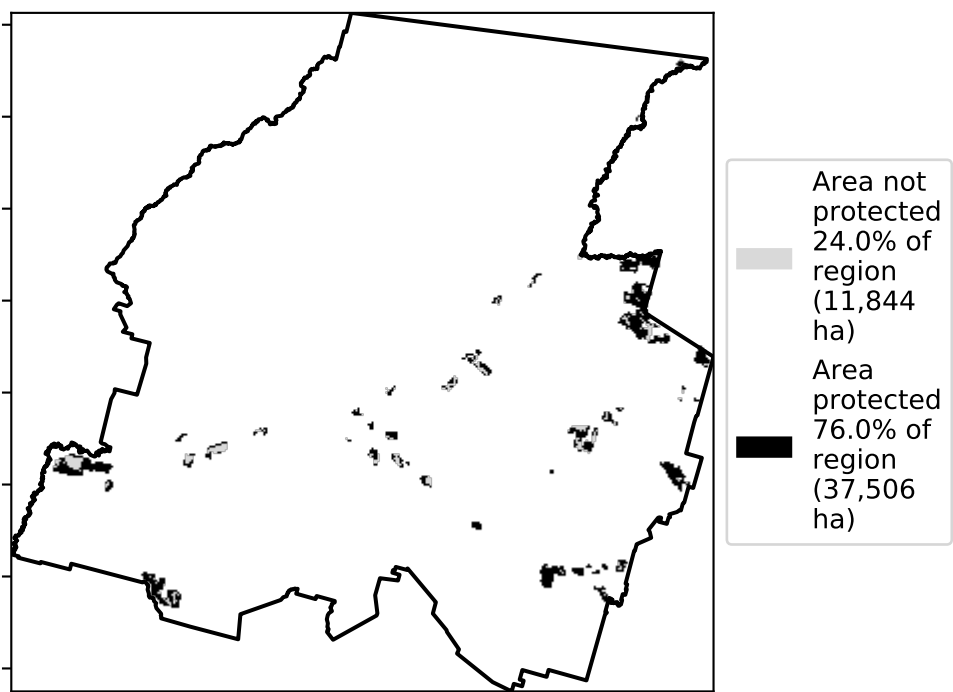 Area not
protected
24.0% of
region
(11,844
ha)
Area
protected
76.0% of
region
(37,506
ha)